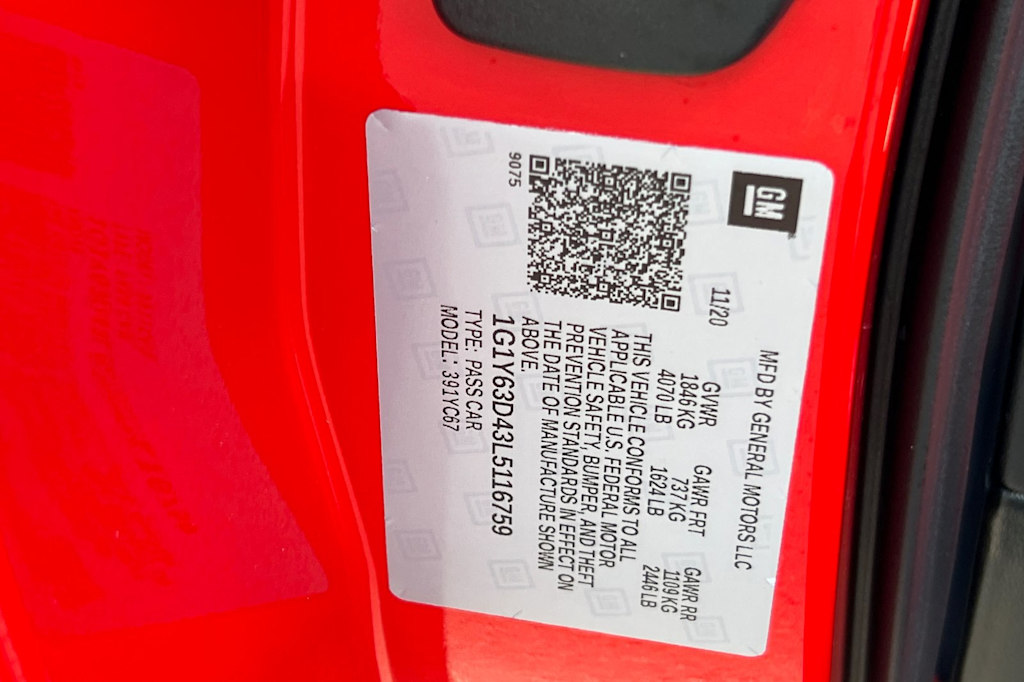 GM
MFD BY GENERAL MOTORS LLC
11/20
GVWR GAWR FRT GAWR RR
1846 KG 737 KG 1109 KG
4070 LB 1624 LB 2446 LB
THIS VEHICLE CONFORMS TO ALL
APPLICABLE U.S. FEDERAL MOTOR
VEHICLE SAFETY, BUMPER, AND THEFT
PREVENTION STANDARDS IN EFFECT ON
THE DATE OF MANUFACTURE SHOWN
ABOVE.
1G1Y63D43L5116759
TYPE: PASS CAR
MODEL: 391YC67
9075